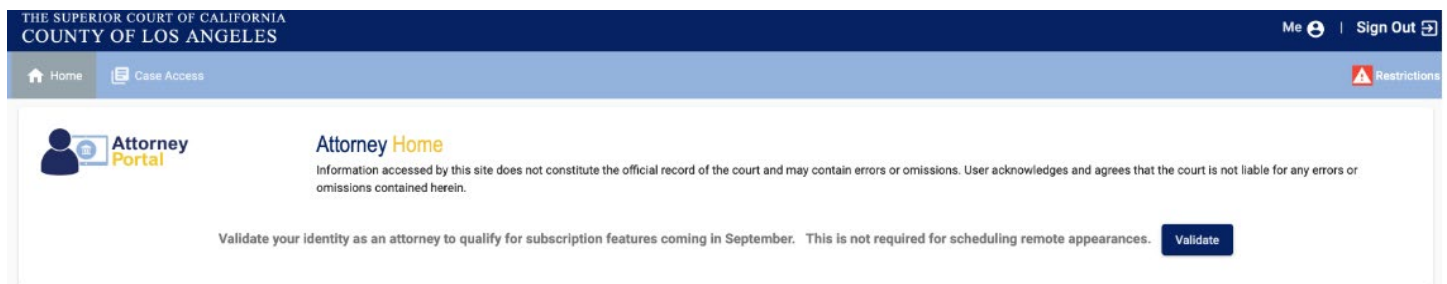 THE SUPERIOR COURT OF CALIFORNIA
COUNTY OF LOS ANGELES
Me | Sign Out
Home Case Access Restrictions
Attorney
Portal
Attorney Home
Information accessed by this site does not constitute the official record of the court and may contain errors or omissions. User acknowledges and agrees that the court is not liable for any errors or
omissions contained herein.
Validate your identity as an attorney to qualify for subscription features coming in September. This is not required for scheduling remote appearances. Validate